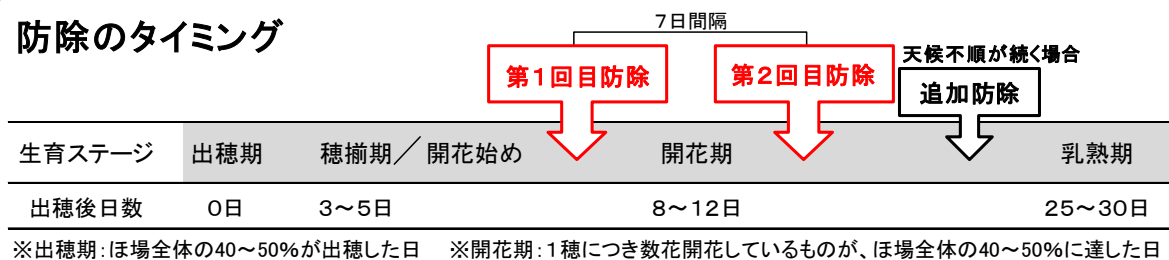 防除のタイミング
7日間隔
第1回目防除
第2回目防除
天候不順が続く場合
追加防除
生育ステージ 出穂期 穂揃期／開花始め 開花期 乳熟期
出穂後日数 0日 3～5日 8～12日 25～30日
※出穂期:ほ場全体の40～50%が出穂した日 ※開花期:1穂につき数花開花しているものが、ほ場全体の40～50%に達した日